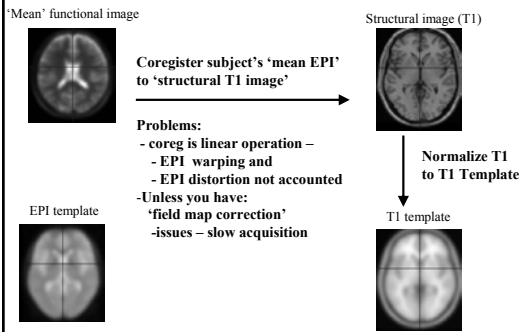 ‘Mean’ functional image
Structural image (T1)
Coregister subject’s ‘mean EPI’
to ‘structural T1 image’
Problems:
- coreg is linear operation –
- EPI warping and
- EPI distortion not accounted
-Unless you have:
‘field map correction’
-issues – slow acquisition
Normalize T1
to T1 Template
EPI template
T1 template